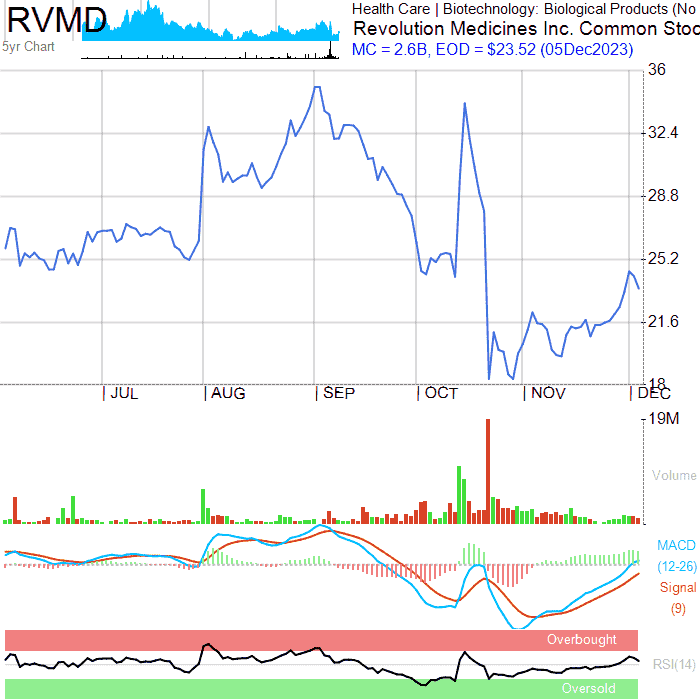 RVMD
5yr Chart
Health Care | Biotechnology: Biological Products (No
Revolution Medicines Inc. Common Stoc
MC = 2.6B, EOD = $23.52 (05Dec2023)
36
32.4
28.8
25.2
21.6
18
JUL AUG SEP OCT NOV DEC
19M
Volume
MACD
(12-26)
Signal
(9)
Overbought
RSI(14)
Oversold